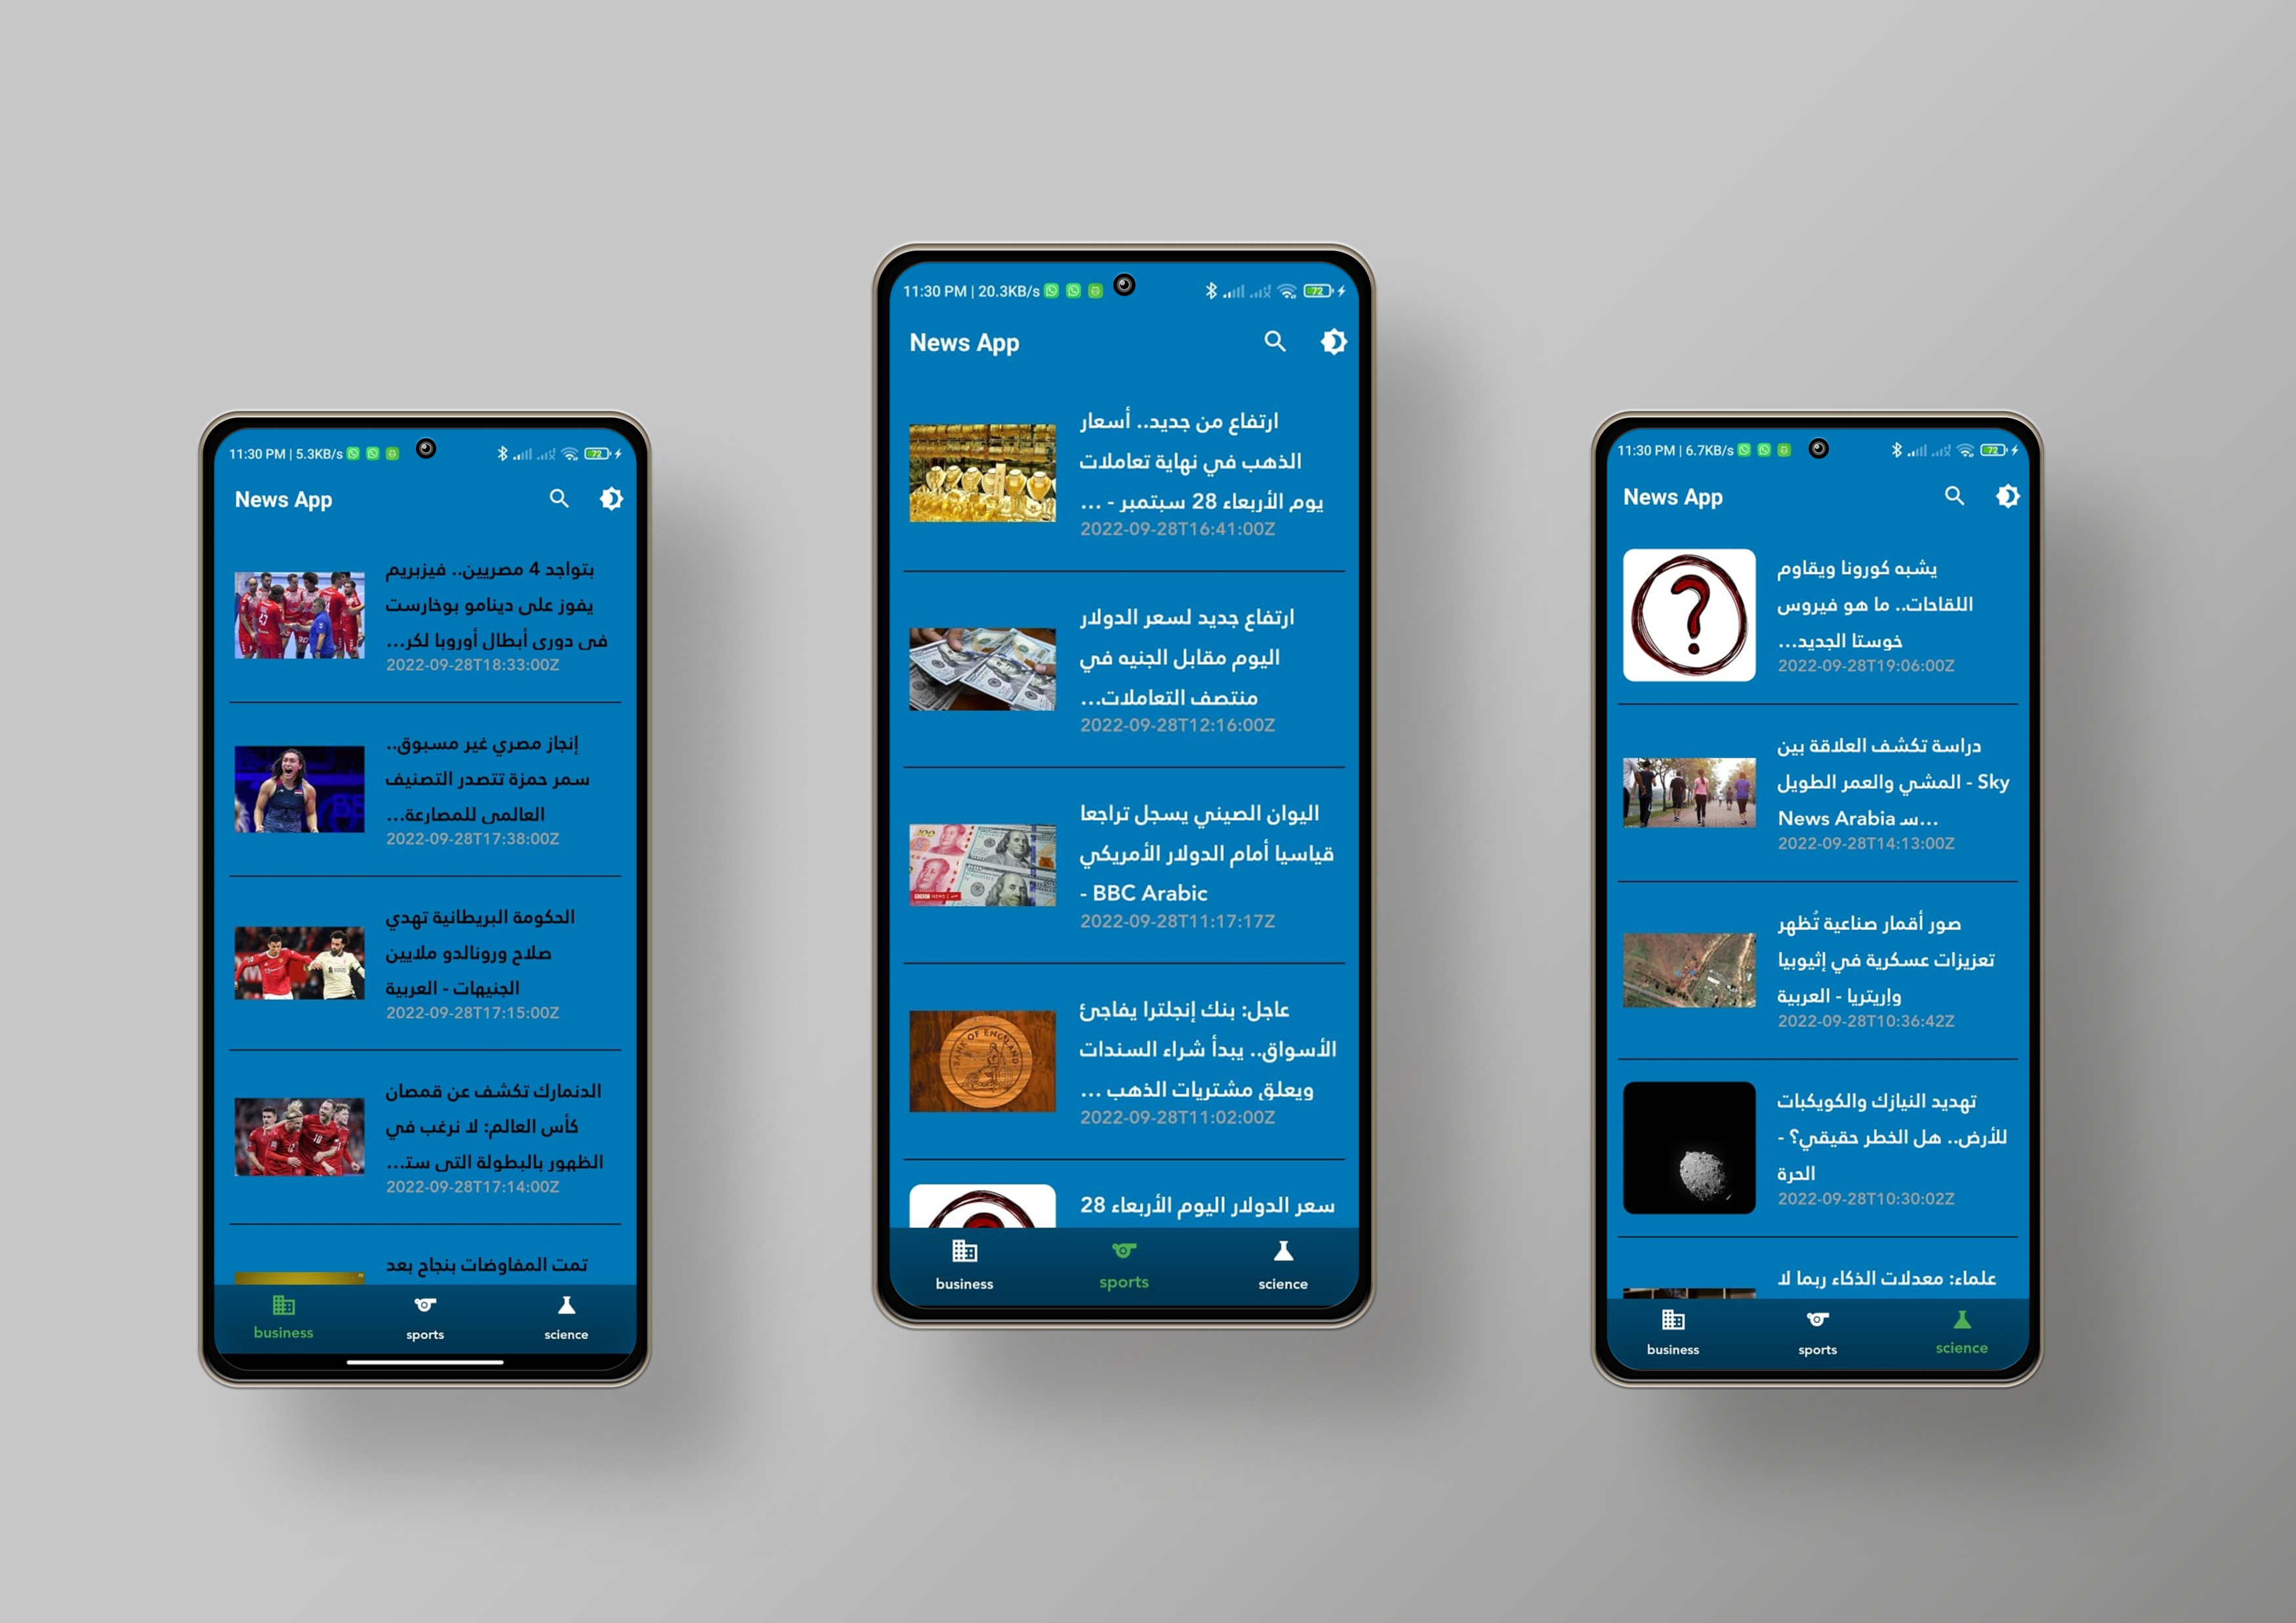 11:30 PM | 5.3KB/s
72
News App
بتواجد 4 مصريين.. فيزبريم
يفوز على دينامو بوخارست
في دوري أبطال أوروبا لكر...
2022-09-28T18:33:00Z
إنجاز مصري غير مسبوق..
سمر حمزة تتصدر التصنيف
العالمي للمصارعة...
2022-09-28T17:38:00Z
الحكومة البريطانية تهدي
صلاح ورونالدو ملايين
الجنيهات - العربية
2022-09-28T17:15:00Z
الدنمارك تكشف عن قمصان
كأس العالم: لا نرغب في
الظهور بالبطولة التي ستـ...
2022-09-28T17:14:00Z
تمت المفاوضات بنجاح بعد
business
sports
science
11:30 PM | 20.3KB/s
72
News App
ارتفاع من جديد.. أسعار
الذهب في نهاية تعاملات
يوم الأربعاء 28 سبتمبر - ...
2022-09-28T16:41:00Z
ارتفاع جديد لسعر الدولار
اليوم مقابل الجنيه في
منتصف التعاملات...
2022-09-28T12:16:00Z
اليوان الصيني يسجل تراجعا
قياسيا أمام الدولار الأمريكي
- BBC Arabic
2022-09-28T11:17:17Z
BANK OF ENGLAND
عاجل: بنك إنجلترا يفاجئ
الأسواق.. يبدأ شراء السندات
ويعلق مشتريات الذهب ...
2022-09-28T11:02:00Z
سعر الدولار اليوم الأربعاء 28
business
sports
science
11:30 PM | 6.7KB/s
72
News App
?
يشبه كورونا ويقاوم
اللقاحات.. ما هو فيروس
خوستا الجديد...
2022-09-28T19:06:00Z
دراسة تكشف العلاقة بين
المشي والعمر الطويل - Sky
News Arabia سـ...
2022-09-28T14:13:00Z
صور أقمار صناعية تُظهر
تعزيزات عسكرية في إثيوبيا
وإريتريا - العربية
2022-09-28T10:36:42Z
تهديد النيازك والكويكبات
للأرض.. هل الخطر حقيقي؟ -
الحرة
2022-09-28T10:30:02Z
علماء: معدلات الذكاء ربما لا
business
sports
science